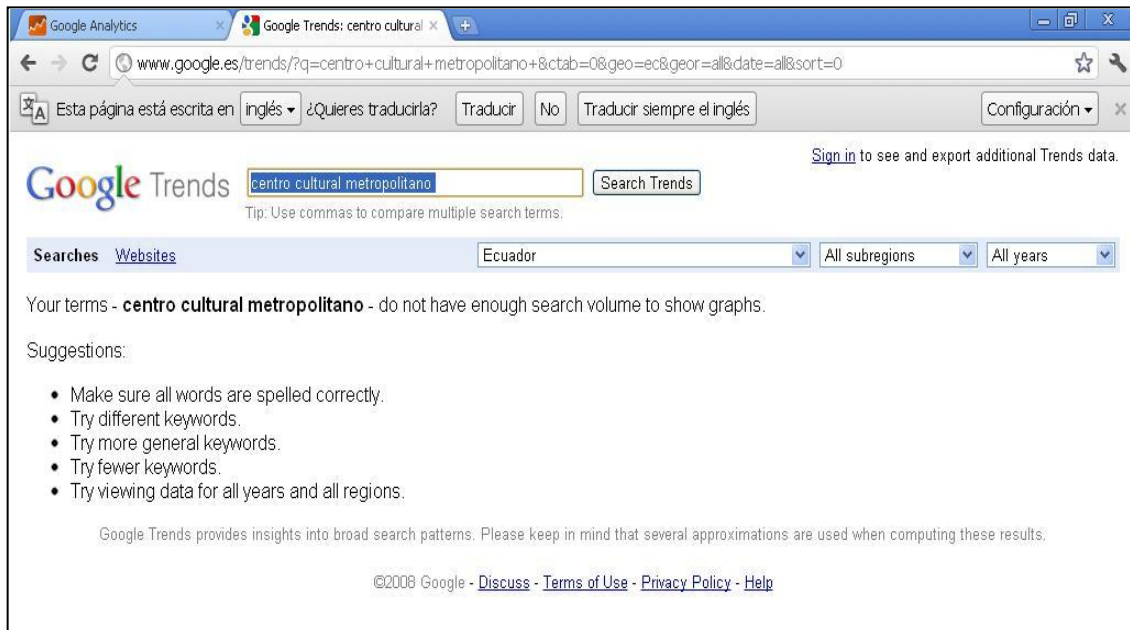 Google Analytics
Google Trends: centro cultural
www.google.es/trends/?q=centro+cultural+metropolitano+&ctab=0&geo=ec&geor=all&date=all&sort=0
Esta página está escrita en inglés ¿Quieres traducirla? Traducir No Traducir siempre el inglés Configuración
Sign in to see and export additional Trends data.
Google Trends centro cultural metropolitano Search Trends
Tip: Use commas to compare multiple search terms.
Searches Websites Ecuador All subregions All years
Your terms - centro cultural metropolitano - do not have enough search volume to show graphs.
Suggestions:
• Make sure all words are spelled correctly.
• Try different keywords.
• Try more general keywords.
• Try fewer keywords.
• Try viewing data for all years and all regions.
Google Trends provides insights into broad search patterns. Please keep in mind that several approximations are used when computing these results.
©2008 Google - Discuss - Terms of Use - Privacy Policy - Help